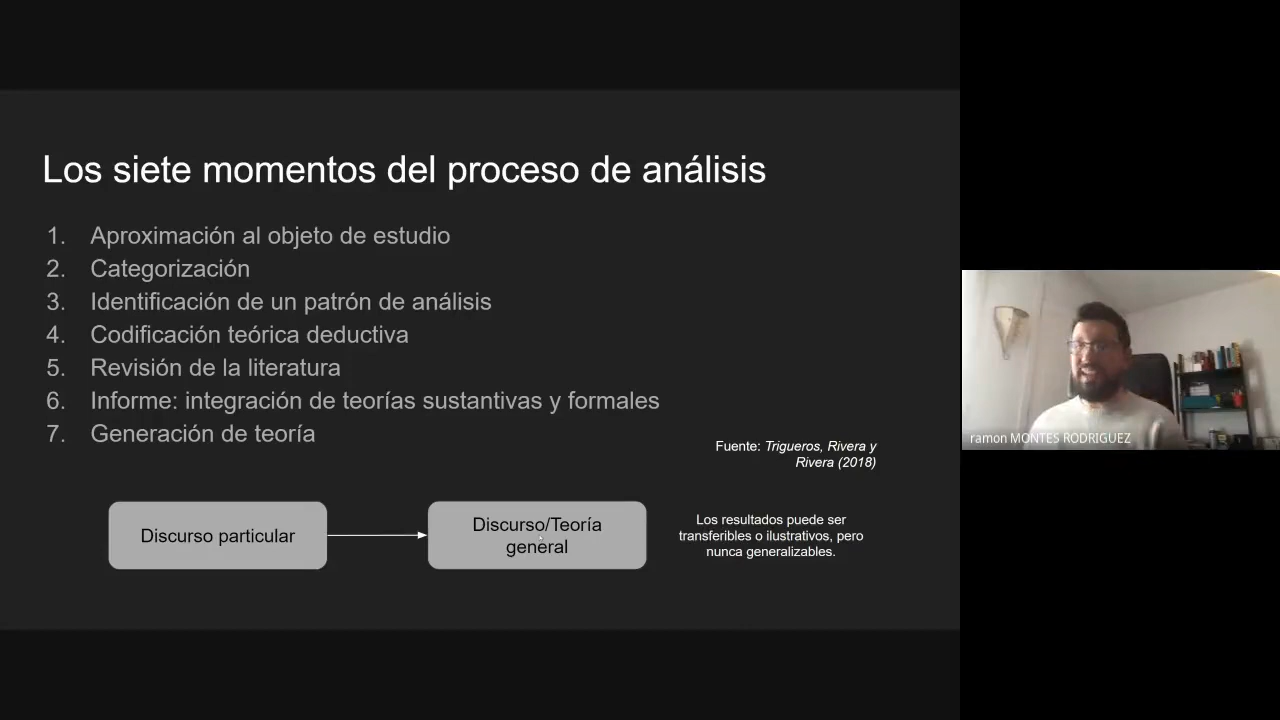 Los siete momentos del proceso de análisis
1. Aproximación al objeto de estudio
2. Categorización
3. Identificación de un patrón de análisis
4. Codificación teórica deductiva
5. Revisión de la literatura
6. Informe: integración de teorías sustantivas y formales
7. Generación de teoría
Fuente: Trigueros, Rivera y
Rivera (2018)
Discurso particular
Discurso/Teoría
general
Los resultados puede ser
transferibles o ilustrativos, pero
nunca generalizables.
ramon MONTES RODRIGUEZ